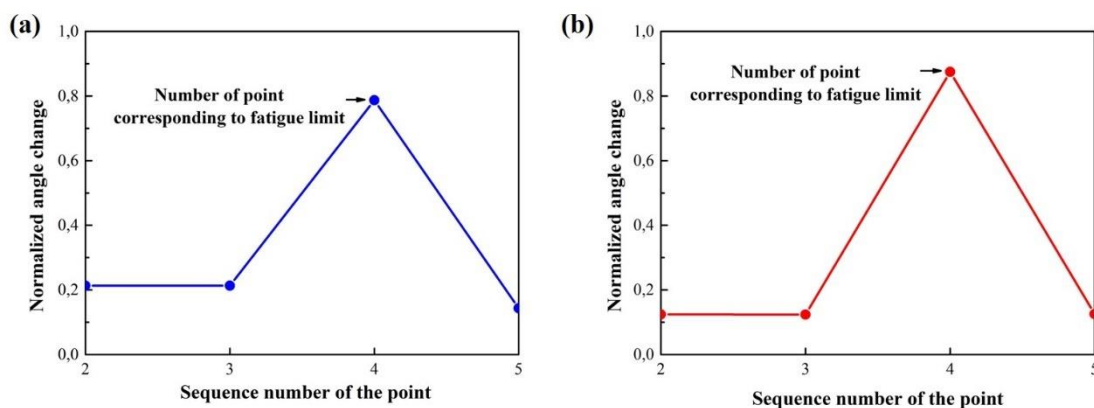 (a)
1,0
0,8
0,6
0,4
0,2
0,0
Normalized angle change
Number of point
corresponding to fatigue limit
2 3 4 5
Sequence number of the point
(b)
1,0
0,8
0,6
0,4
0,2
0,0
Normalized angle change
Number of point
corresponding to fatigue limit
2 3 4 5
Sequence number of the point